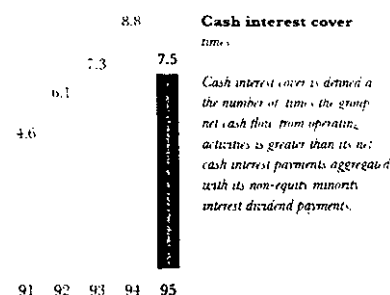 8.8
Cash interest cover
times
7.3
7.5
6.1
4.6
Cash interest cover is defined a
the number of times the group
net cash flow from operating
activities is greater than its net
cash interest payments aggregated
with its non-equity minority
interest dividend payments.
91 92 93 94 95